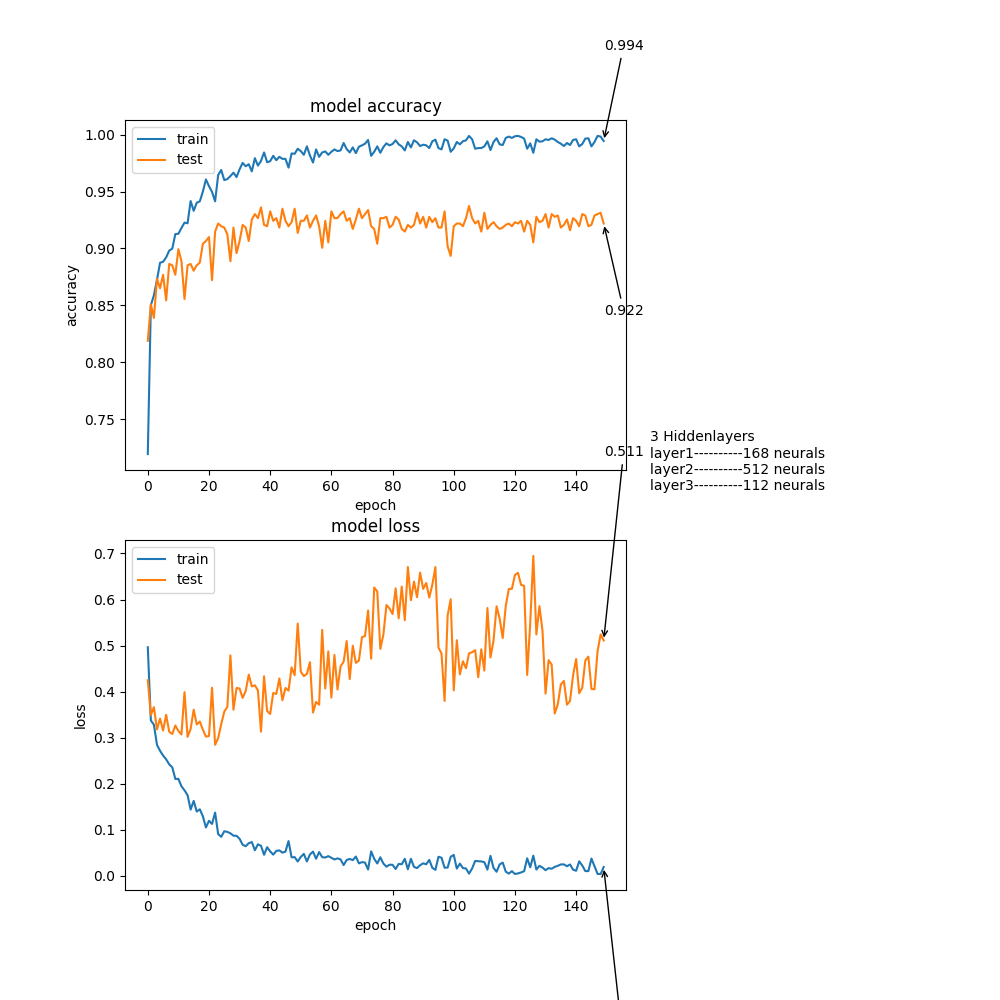 0.994
model accuracy
train
test
1.00
0.95
0.90
0.85
0.80
0.75
accuracy
0.922
0.511
0 20 40 60 80 100 120 140
epoch
3 Hiddenlayers
layer1----------168 neurals
layer2----------512 neurals
layer3----------112 neurals
model loss
train
test
0.7
0.6
0.5
0.4
0.3
0.2
0.1
0.0
loss
0 20 40 60 80 100 120 140
epoch